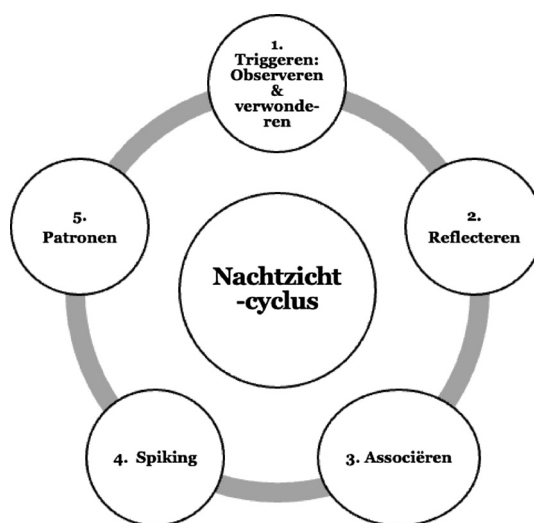 1.
Triggeren:
Observeren
&
verwonde-
ren
2.
Reflecteren
3. Associëren
4. Spiking
5.
Patronen
Nachtzicht
-cyclus